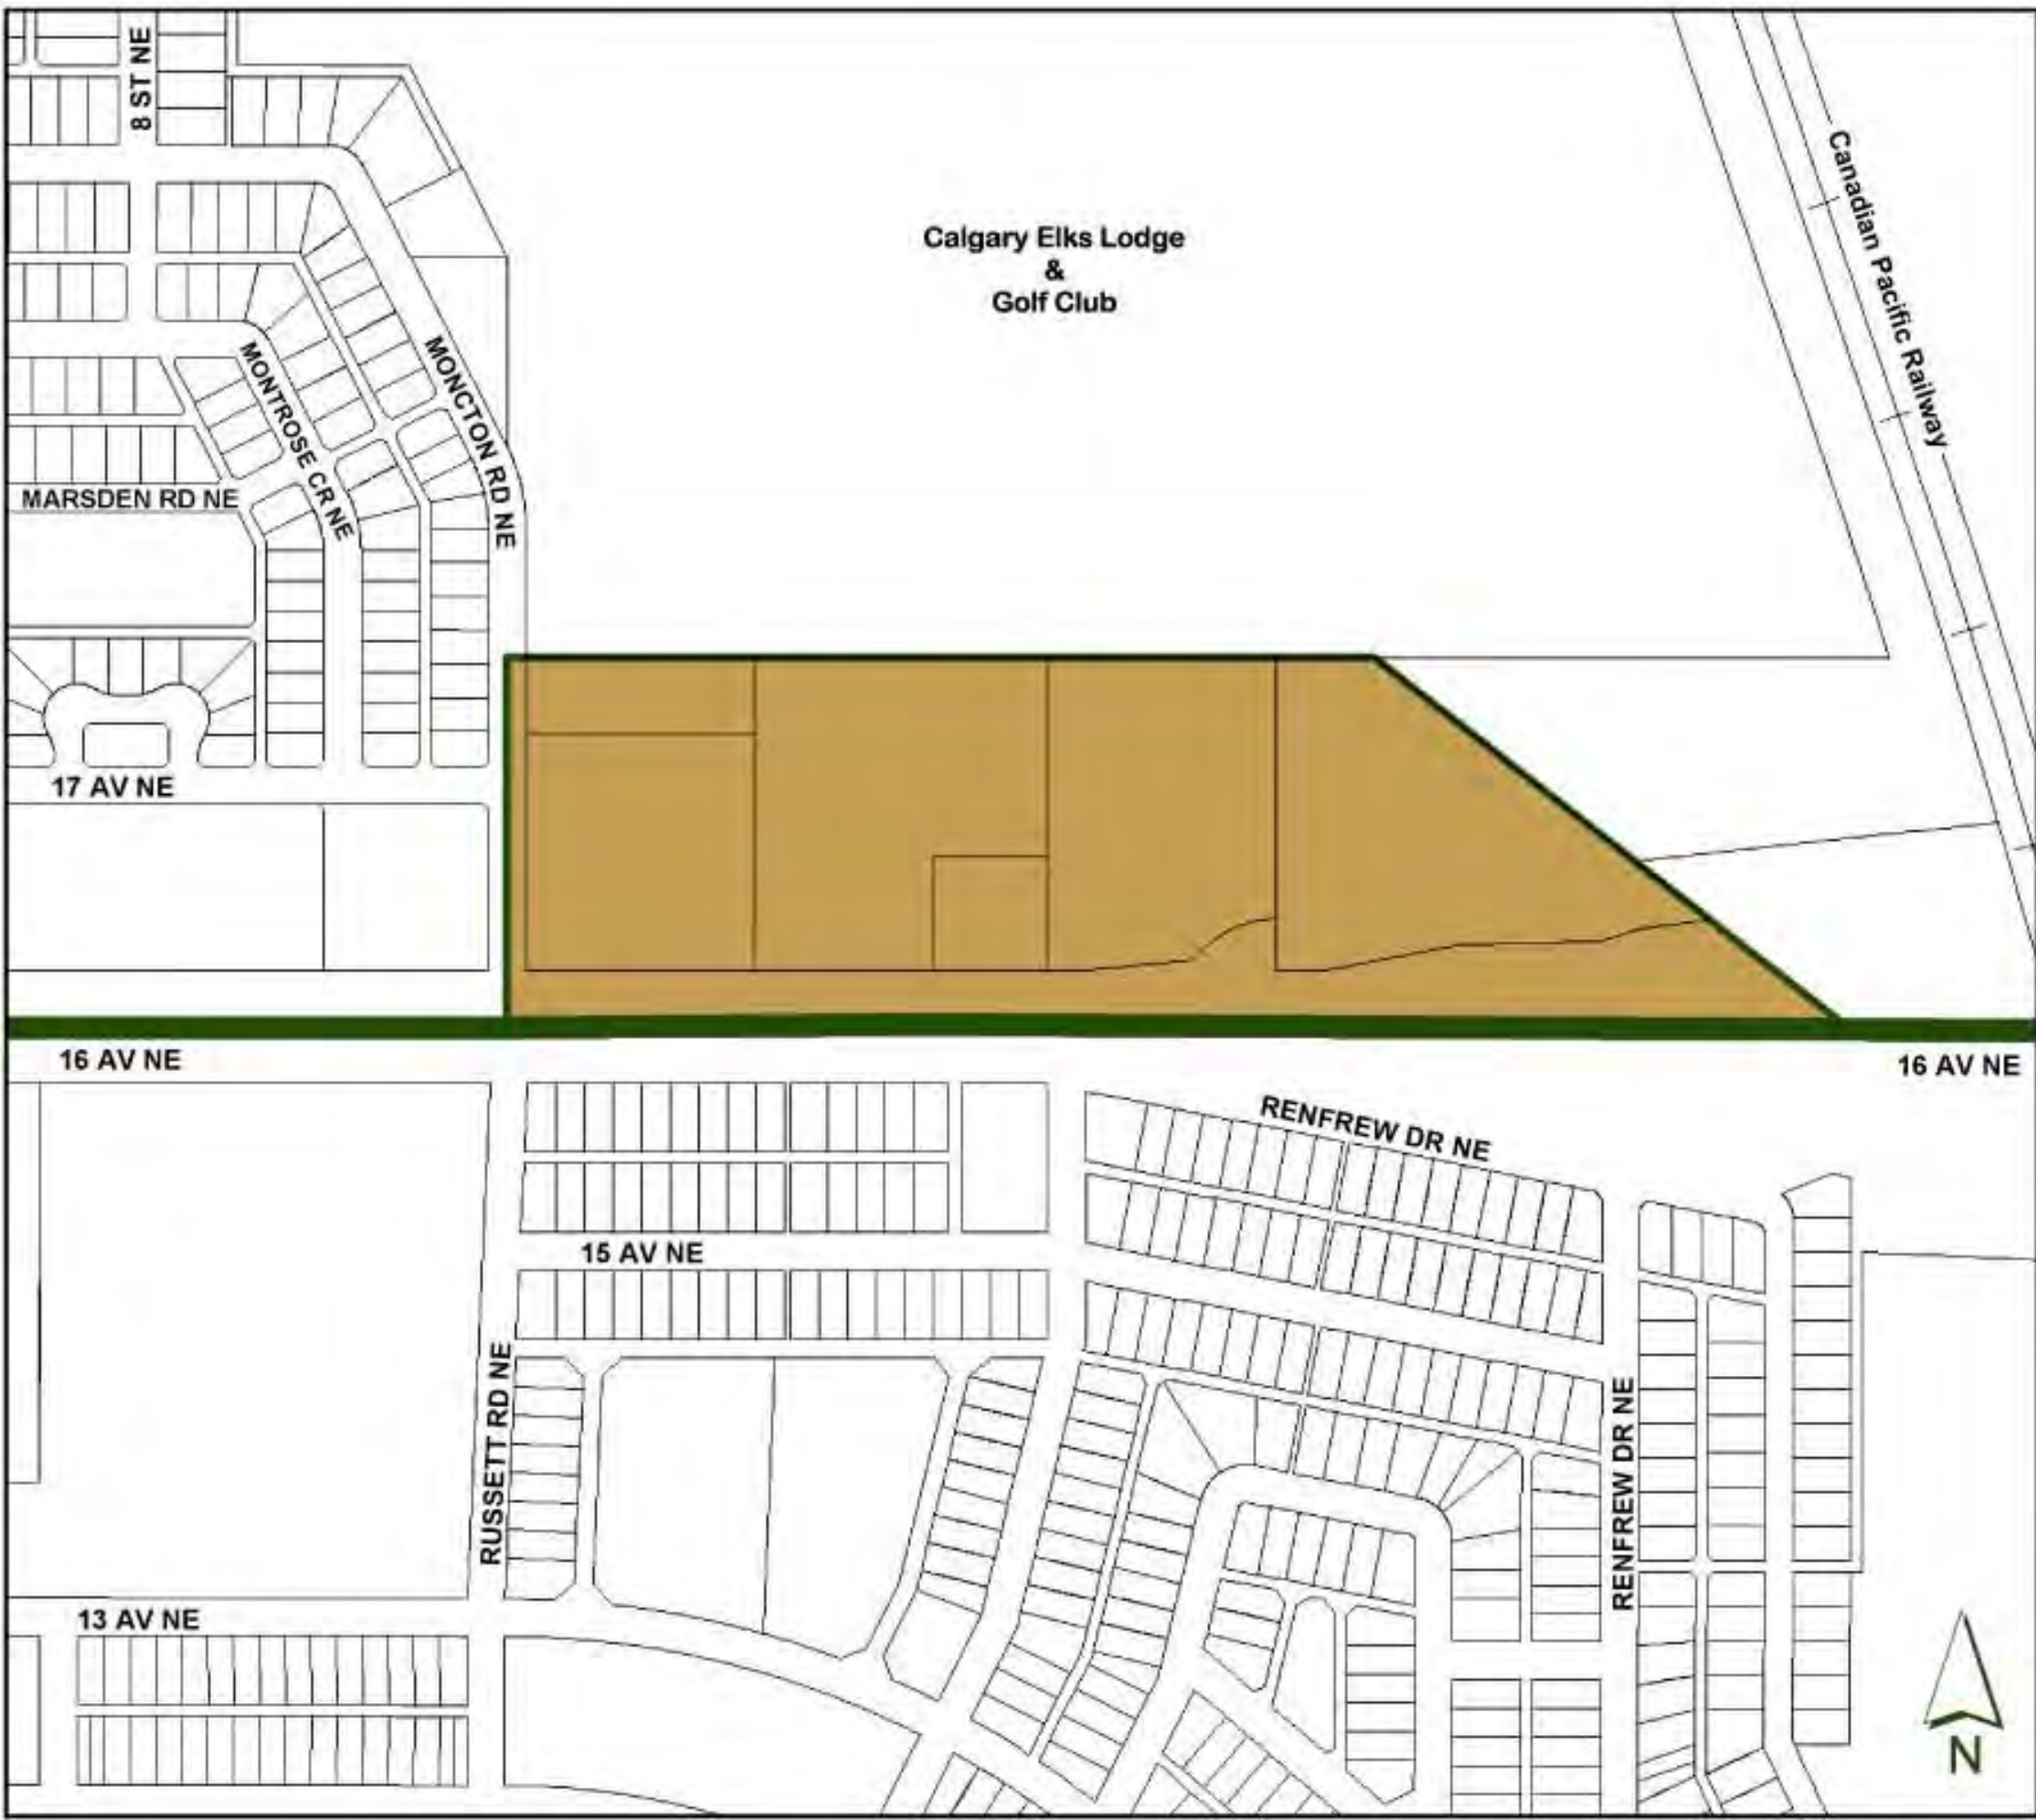 8 ST NE
Canadian Pacific Railway
Calgary Elks Lodge
&
Golf Club
MONTROSE CR NE
MONCTON RD NE
MARSDEN RD NE
17 AV NE
16 AV NE
16 AV NE
RENFREW DR NE
15 AV NE
RUSSETT RD NE
RENFREW DR NE
13 AV NE
N